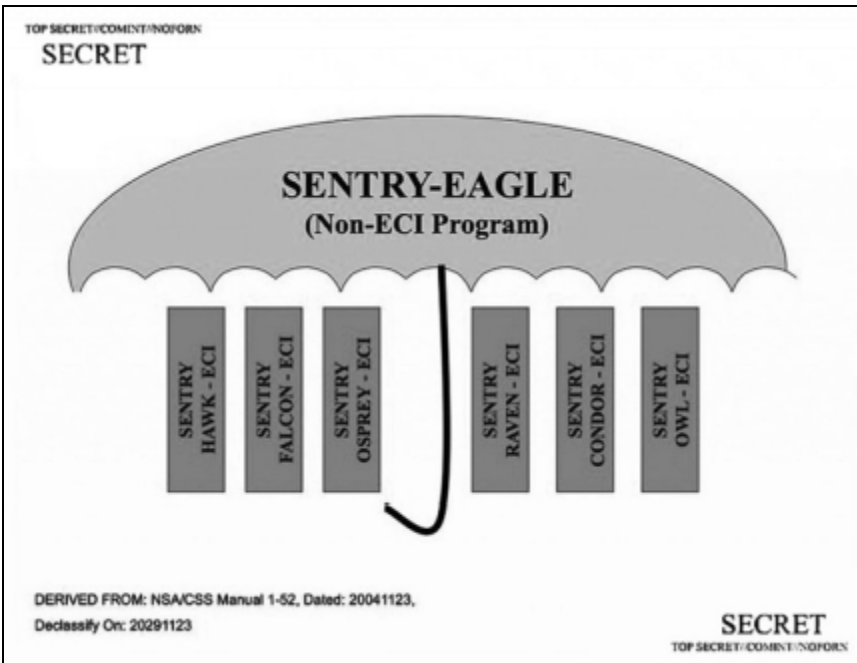 TOP SECRET//COMINT//NOFORN
SECRET
SENTRY-EAGLE
(Non-ECI Program)
SENTRY
HAWK - ECI
SENTRY
FALCON - ECI
SENTRY
OSPREY - ECI
SENTRY
RAVEN - ECI
SENTRY
CONDOR - ECI
SENTRY
OWL - ECI
DERIVED FROM: NSA/CSS Manual 1-52, Dated: 20041123,
Declassify On: 20291123
SECRET
TOP SECRET//COMINT//NOFORN